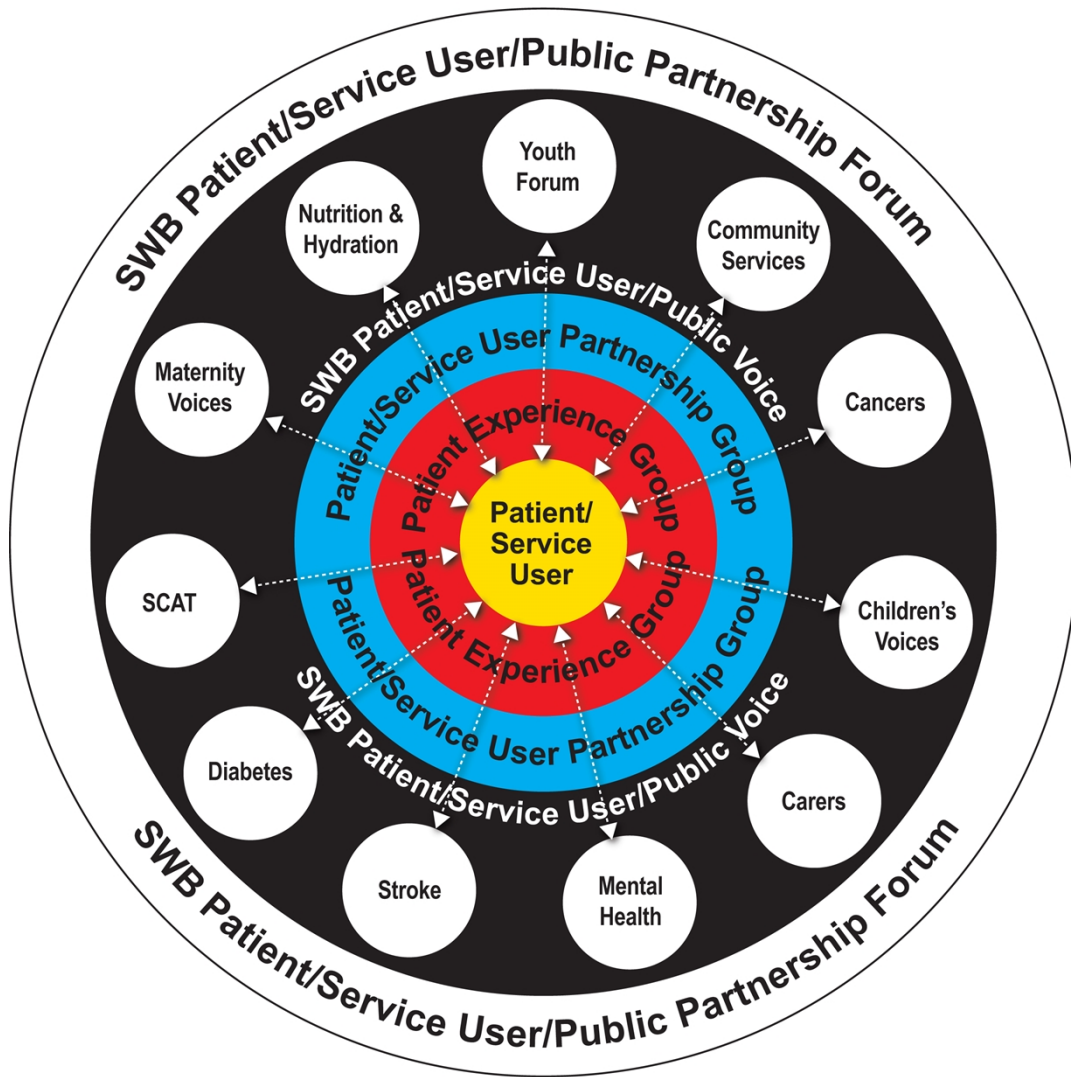 SWB Patient/Service User/Public Partnership Forum
Youth
Forum
Nutrition &
Hydration
Community
Services
SWB Patient/Service User/Public Voice
Patient/Service User Partnership Group
Maternity
Voices
Cancers
Patient Experience Group
Patient/
Service
User
SCAT
Children's
Voices
Patient Experience Group
Patient/Service User Partnership Group
SWB Patient/Service User/Public Voice
Diabetes
Carers
Stroke
Mental
Health
SWB Patient/Service User/Public Partnership Forum